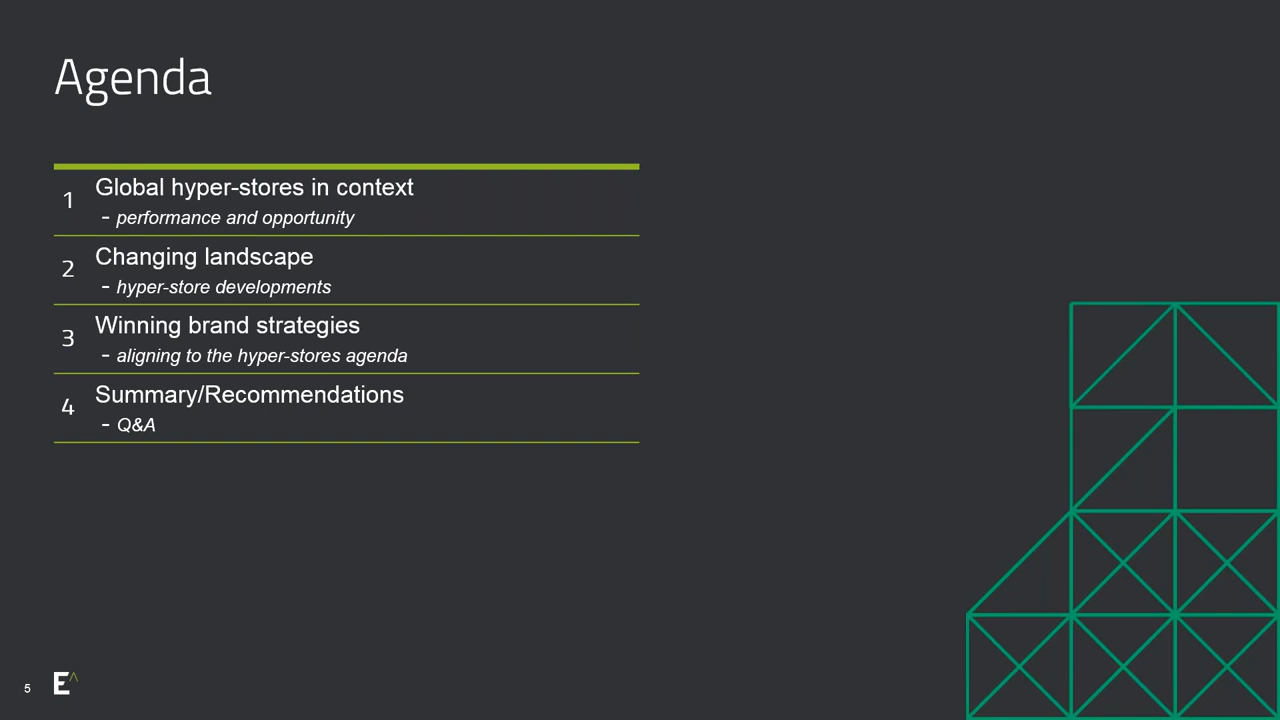 Agenda
1 Global hyper-stores in context
- performance and opportunity
2 Changing landscape
- hyper-store developments
3 Winning brand strategies
- aligning to the hyper-stores agenda
4 Summary/Recommendations
- Q&A
5 E^